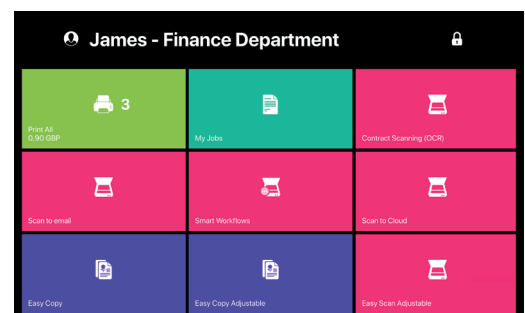 James - Finance Department
3
Print All
0.90 GBP
My Jobs
Contract Scanning (OCR)
Scan to email
Smart Workflows
Scan to Cloud
Easy Copy
Easy Copy Adjustable
Easy Scan Adjustable